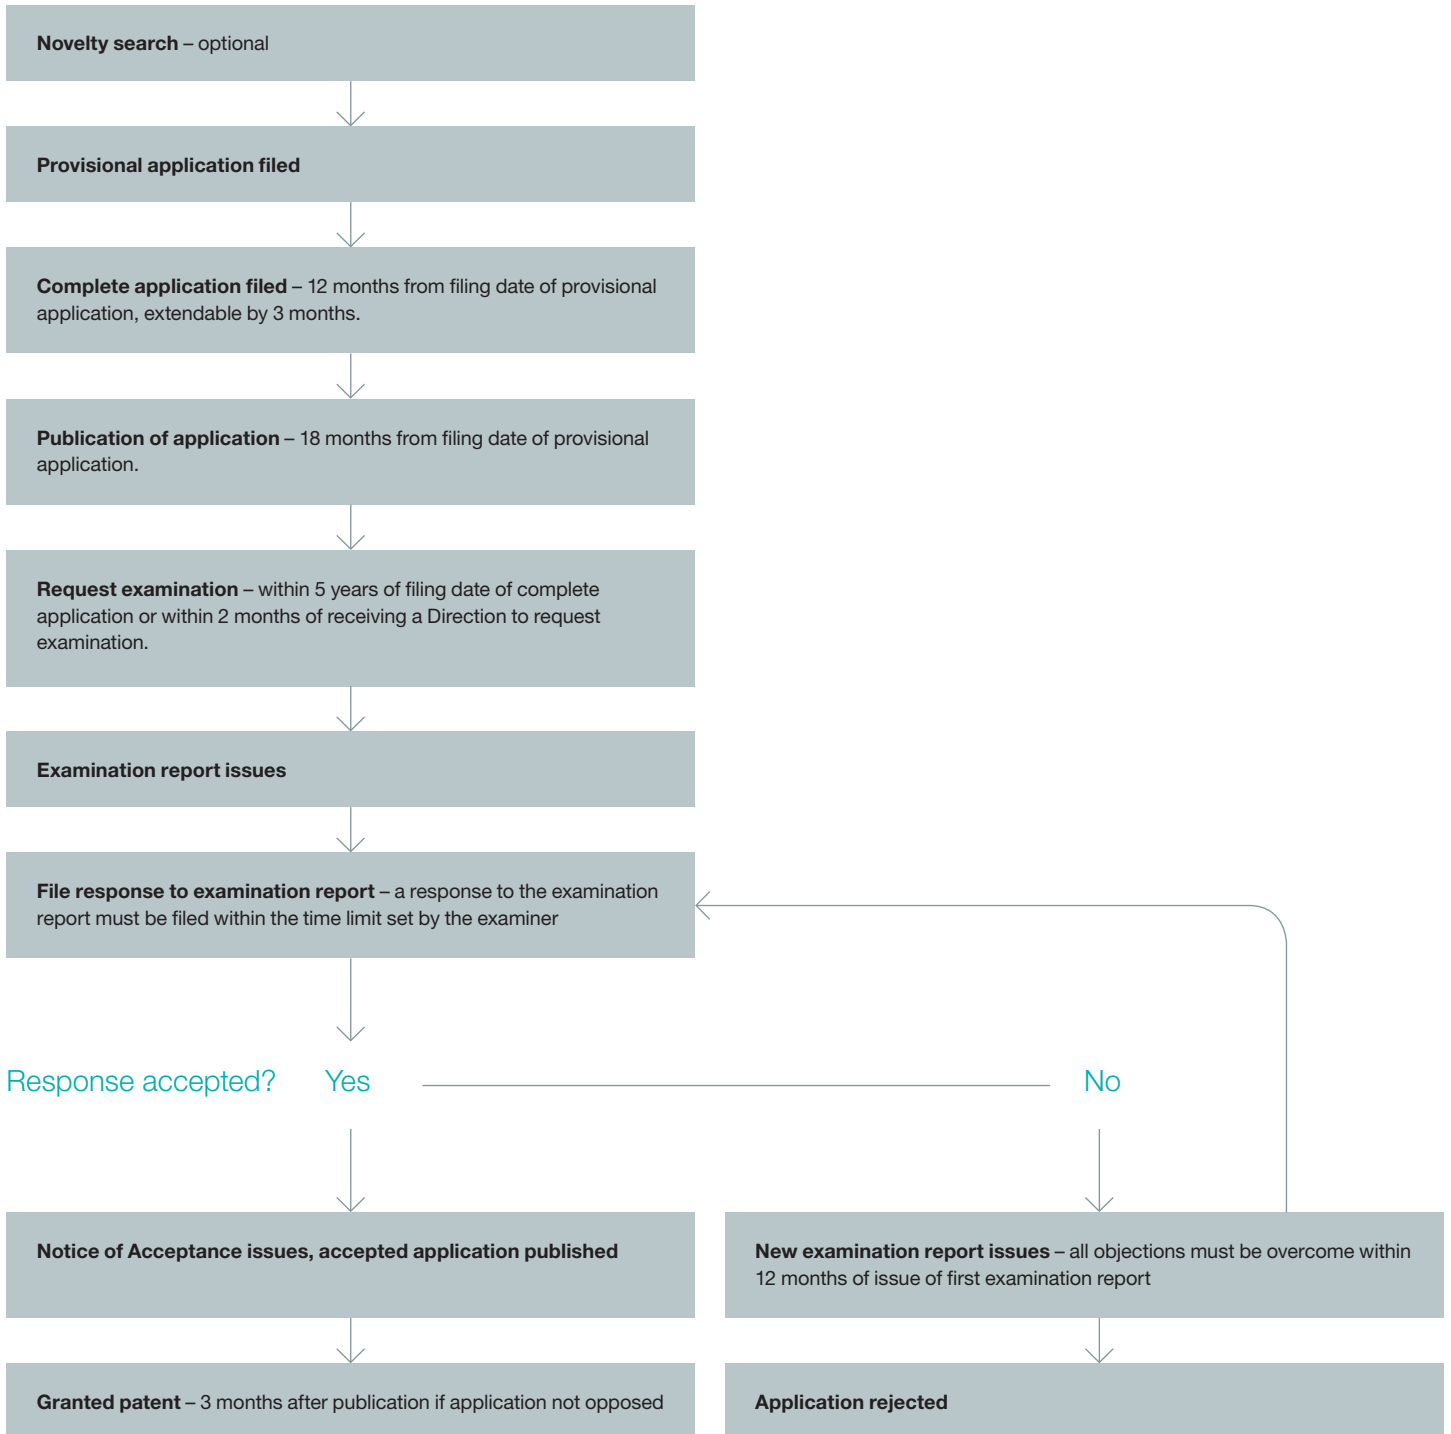 Novelty search – optional
Provisional application filed
Complete application filed – 12 months from filing date of provisional
application, extendable by 3 months.
Publication of application – 18 months from filing date of provisional
application.
Request examination – within 5 years of filing date of complete
application or within 2 months of receiving a Direction to request
examination.
Examination report issues
File response to examination report – a response to the examination
report must be filed within the time limit set by the examiner
Response accepted? Yes No
Notice of Acceptance issues, accepted application published
New examination report issues – all objections must be overcome within
12 months of issue of first examination report
Granted patent – 3 months after publication if application not opposed
Application rejected